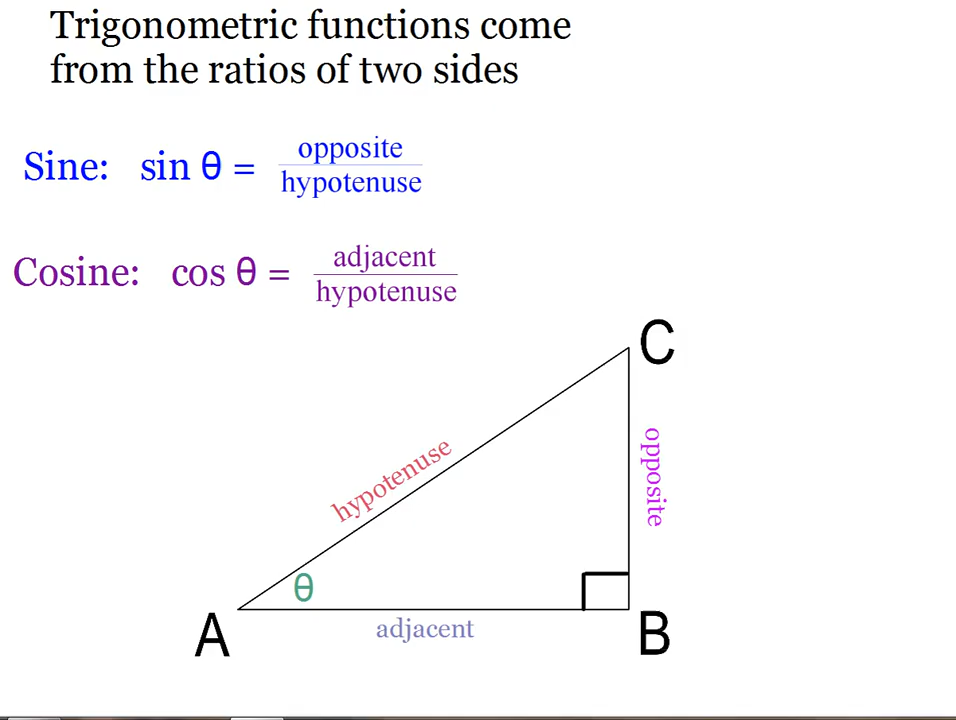 Trigonometric functions come
from the ratios of two sides
Sine: sin θ = opposite
hypotenuse
Cosine: cos θ = adjacent
hypotenuse
C
hypotenuse
opposite
θ
A
adjacent
B